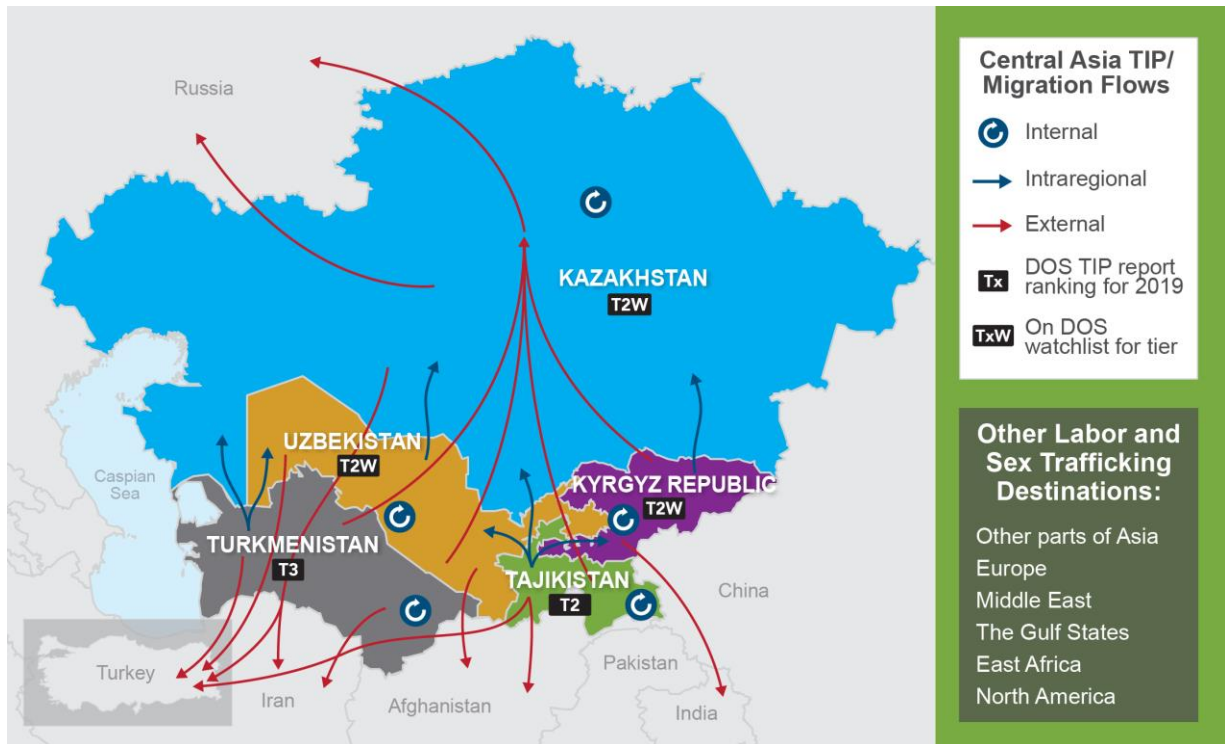 Russia
KAZAKHSTAN
T2W
UZBEKISTAN
T2W
Caspian
Sea
KYRGYZ REPUBLIC
T2W
TURKMENISTAN
T3
TAJIKISTAN
T2
China
Turkey
Iran
Afghanistan
Pakistan
India
Central Asia TIP/
Migration Flows
Internal
Intraregional
External
Tx
DOS TIP report
ranking for 2019
TxW
On DOS
watchlist for tier
Other Labor and
Sex Trafficking
Destinations:
Other parts of Asia
Europe
Middle East
The Gulf States
East Africa
North America